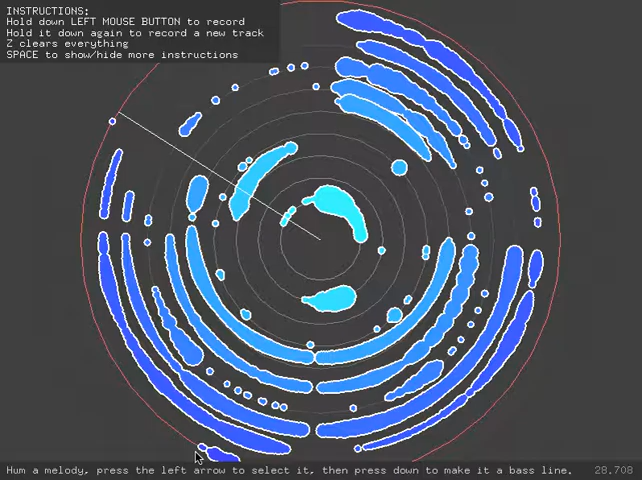 INSTRUCTIONS:
Hold down LEFT MOUSE BUTTON to record
Hold it down again to record a new track
Z clears everything
SPACE to show/hide more instructions
Hum a melody, press the left arrow to select it, then press down to make it a bass line. 28.708